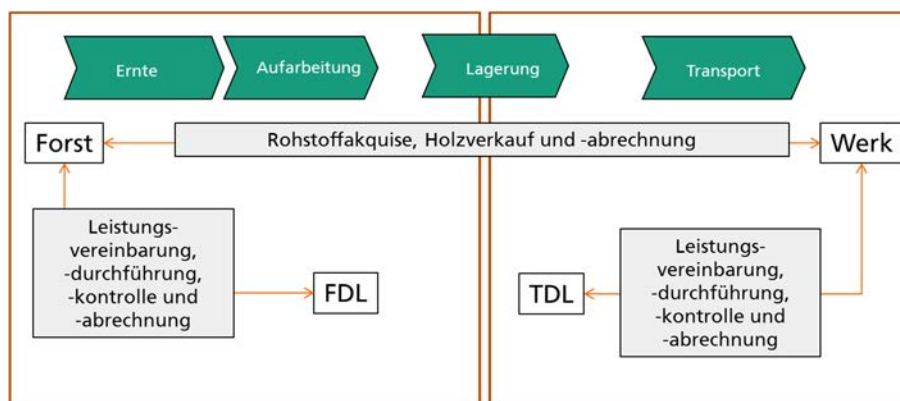 Ernte
Aufarbeitung
Lagerung
Transport
Forst
Rohstoffakquise, Holzverkauf und -abrechnung
Werk
Leistungs-
vereinbarung,
-durchführung,
-kontrolle und
-abrechnung
FDL
TDL
Leistungs-
vereinbarung,
-durchführung,
-kontrolle und
-abrechnung